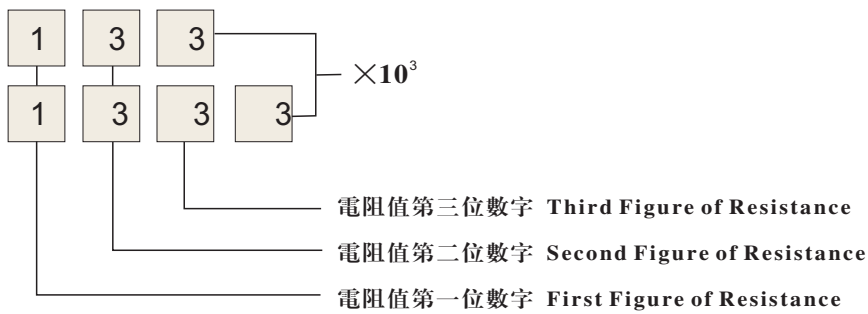 1 3 3
×10³
1 3 3 3
電阻值第三位數字 Third Figure of Resistance
電阻值第二位數字 Second Figure of Resistance
電阻值第一位數字 First Figure of Resistance